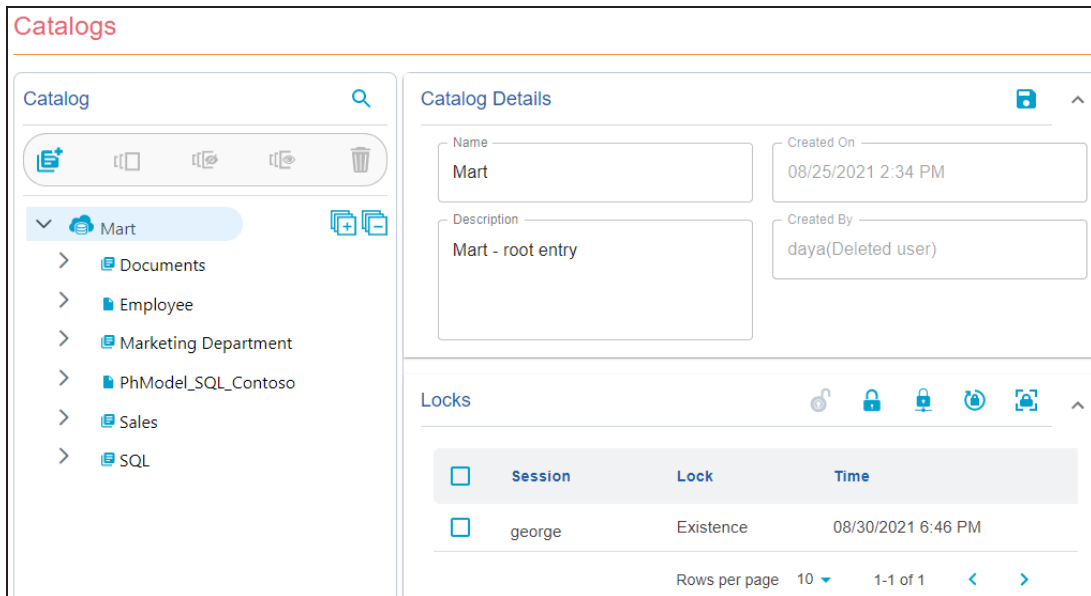 Catalogs
Catalog
Mart
Documents
Employee
Marketing Department
PhModel_SQL_Contoso
Sales
SQL
Catalog Details
Name
Mart
Created On
08/25/2021 2:34 PM
Description
Mart - root entry
Created By
daya(Deleted user)
Locks
Session Lock Time
george Existence 08/30/2021 6:46 PM
Rows per page 10 1-1 of 1